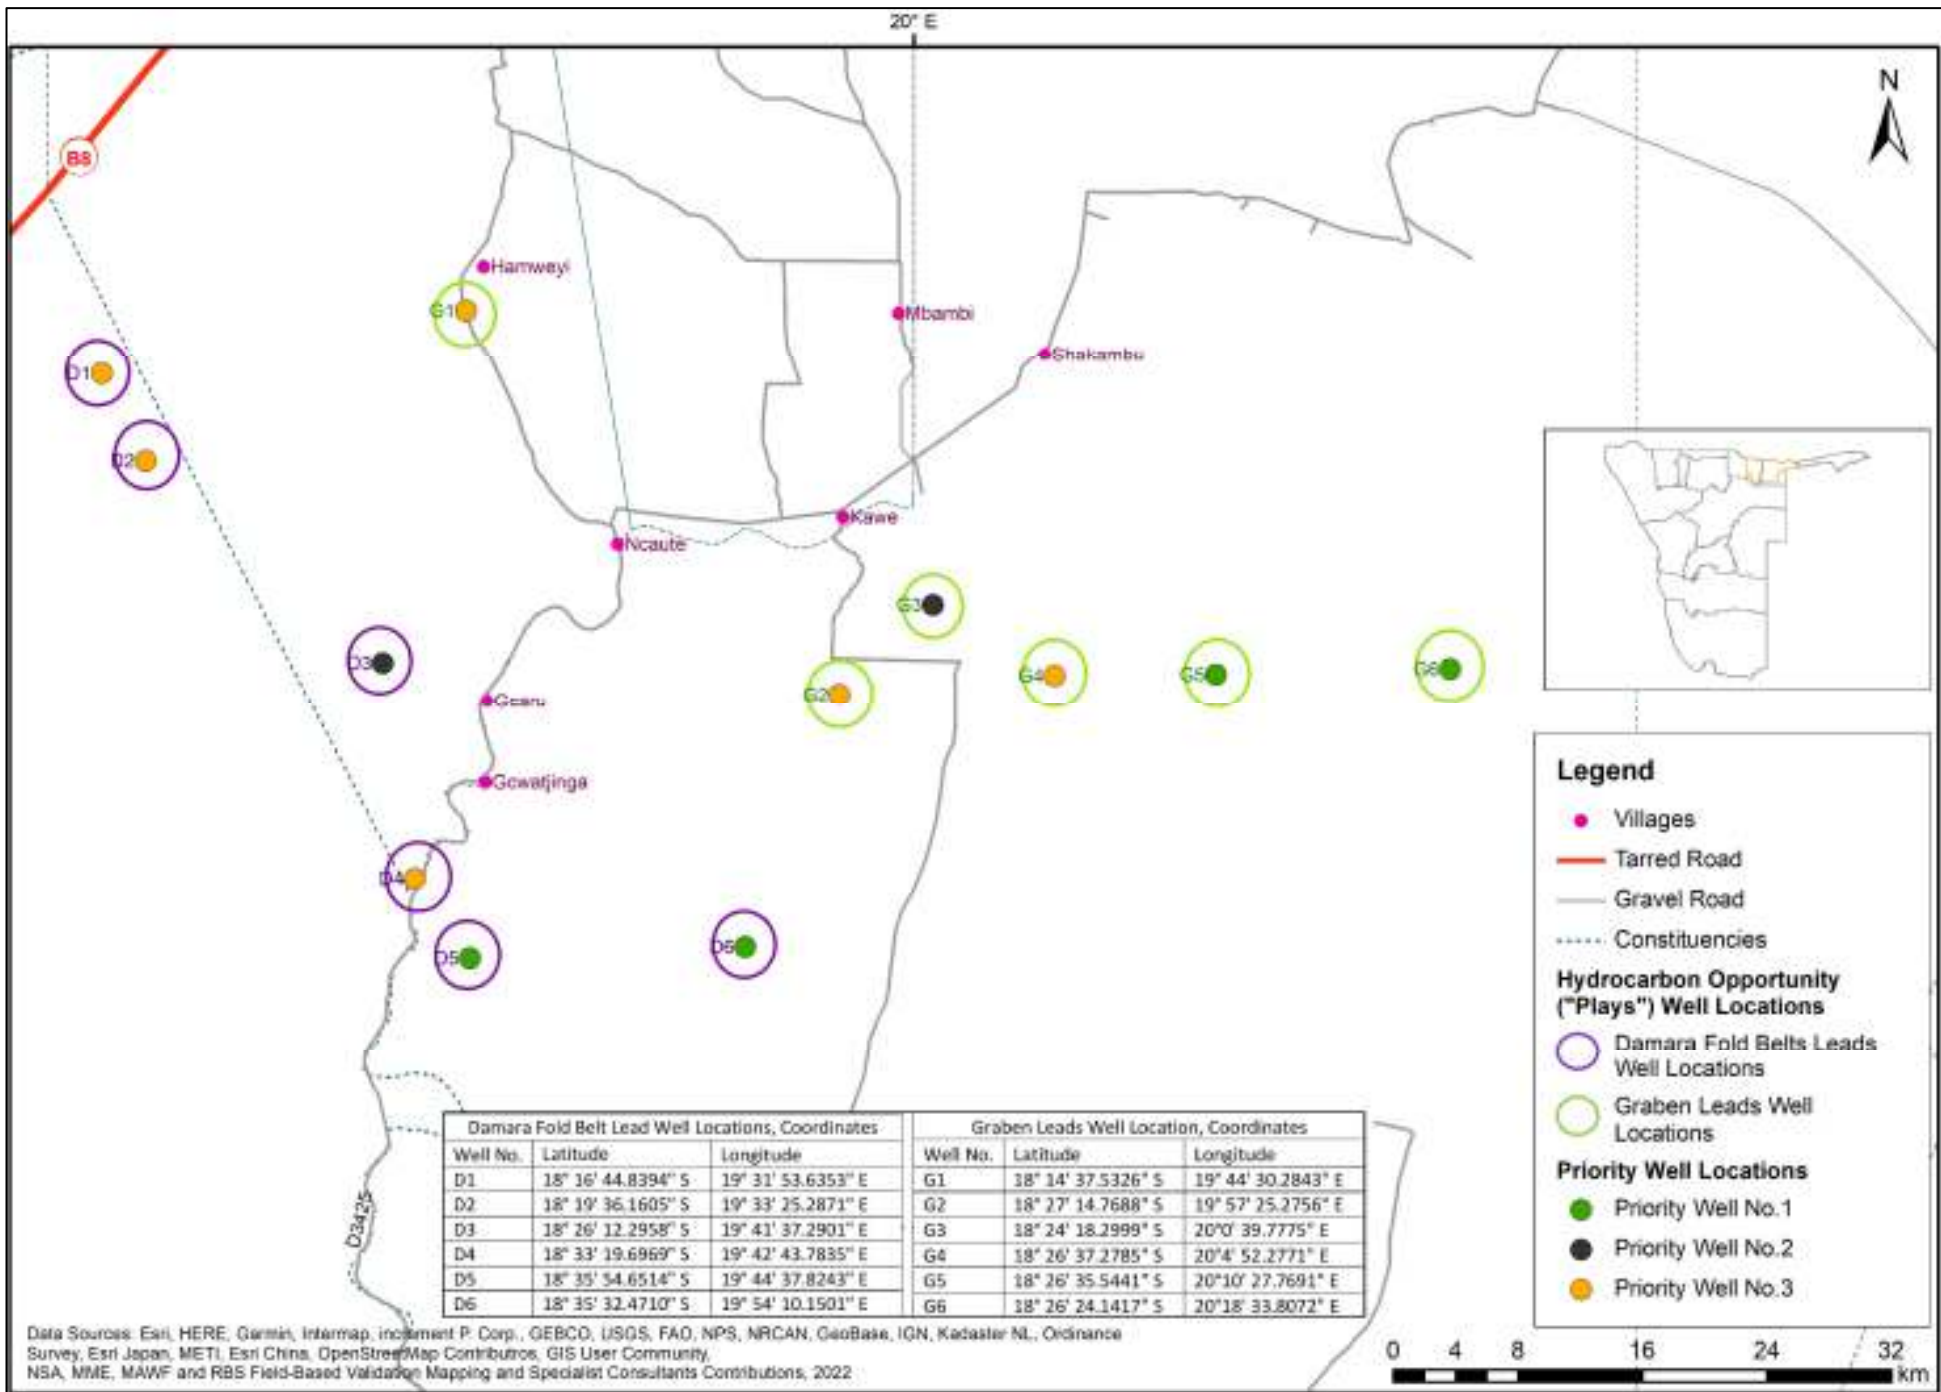 20° E
N
B8
Hamweyi
G1
Mbambi
Shakambu
D1
D2
Kawe
Ncaute
G3
D3
G4
G5
G6
G2
Gcaru
Gcwatjinga
D4
D5
D6
D3425
Legend
Villages
Tarred Road
Gravel Road
Constituencies
Hydrocarbon Opportunity
("Plays") Well Locations
Damara Fold Belts Leads
Well Locations
Graben Leads Well
Locations
Priority Well Locations
Priority Well No.1
Priority Well No.2
Priority Well No.3
Damara Fold Belt Lead Well Locations, Coordinates
Well No. Latitude Longitude
D1 18° 16' 44.8394" S 19° 31' 53.6353" E
D2 18° 19' 36.1605" S 19° 33' 25.2871" E
D3 18° 26' 12.2958" S 19° 41' 37.2901" E
D4 18° 33' 19.6969" S 19° 42' 43.7835" E
D5 18° 35' 54.6514" S 19° 44' 37.8243" E
D6 18° 35' 32.4710" S 19° 54' 10.1501" E
Graben Leads Well Location, Coordinates
Well No. Latitude Longitude
G1 18° 14' 37.5326" S 19° 44' 30.2843" E
G2 18° 27' 14.7688" S 19° 57' 25.2756" E
G3 18° 24' 18.2999" S 20°0' 39.7775" E
G4 18° 26' 37.2785" S 20°4' 52.2771" E
G5 18° 26' 35.5441" S 20°10' 27.7691" E
G6 18° 26' 24.1417" S 20°18' 33.8072" E
Data Sources: Esri, HERE, Garmin, Intermap, increment P. Corp., GEBCO, USGS, FAO, NPS, NRCAN, GeoBase, IGN, Kadaster NL, Ordinance
Survey, Esri Japan, METI, Esri China, OpenStreetMap Contributros, GIS User Community,
NSA, MME, MAWF and RBS Field-Based Validation Mapping and Specialist Consultants Contributions, 2022
0 4 8 16 24 32
km